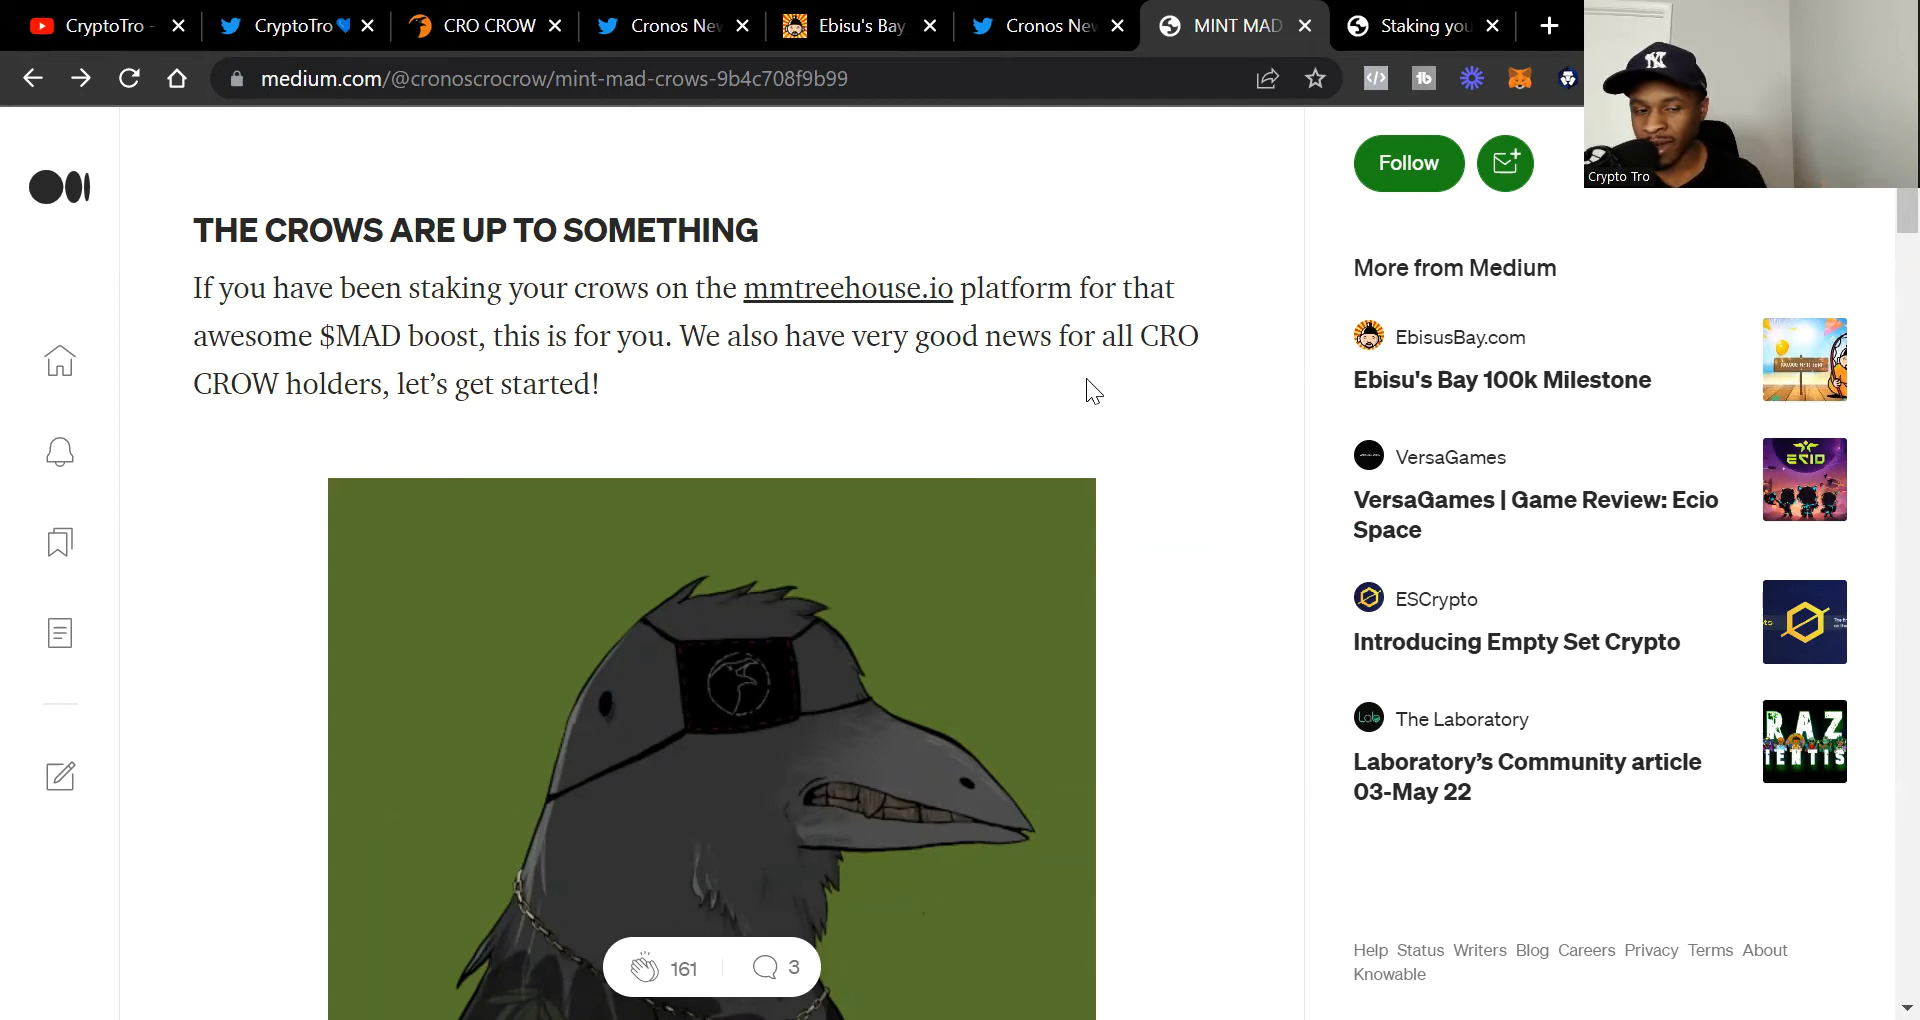 CryptoTro -
CryptoTro
CRO CROW
Cronos Nev
Ebisu's Bay
Cronos Nev
MINT MAD
Staking you
medium.com/@cronoscrocrow/mint-mad-crows-9b4c708f9b99
Crypto Tro
THE CROWS ARE UP TO SOMETHING
If you have been staking your crows on the mmtreehouse.io platform for that
awesome $MAD boost, this is for you. We also have very good news for all CRO
CROW holders, let’s get started!
161
3
Follow
More from Medium
EbisusBay.com
Ebisu's Bay 100k Milestone
VersaGames
VersaGames | Game Review: Ecio
Space
ECIO
ESCrypto
Introducing Empty Set Crypto
Lab
The Laboratory
Laboratory’s Community article
03-May 22
RAZ
IENTIS
Help Status Writers Blog Careers Privacy Terms About
Knowable